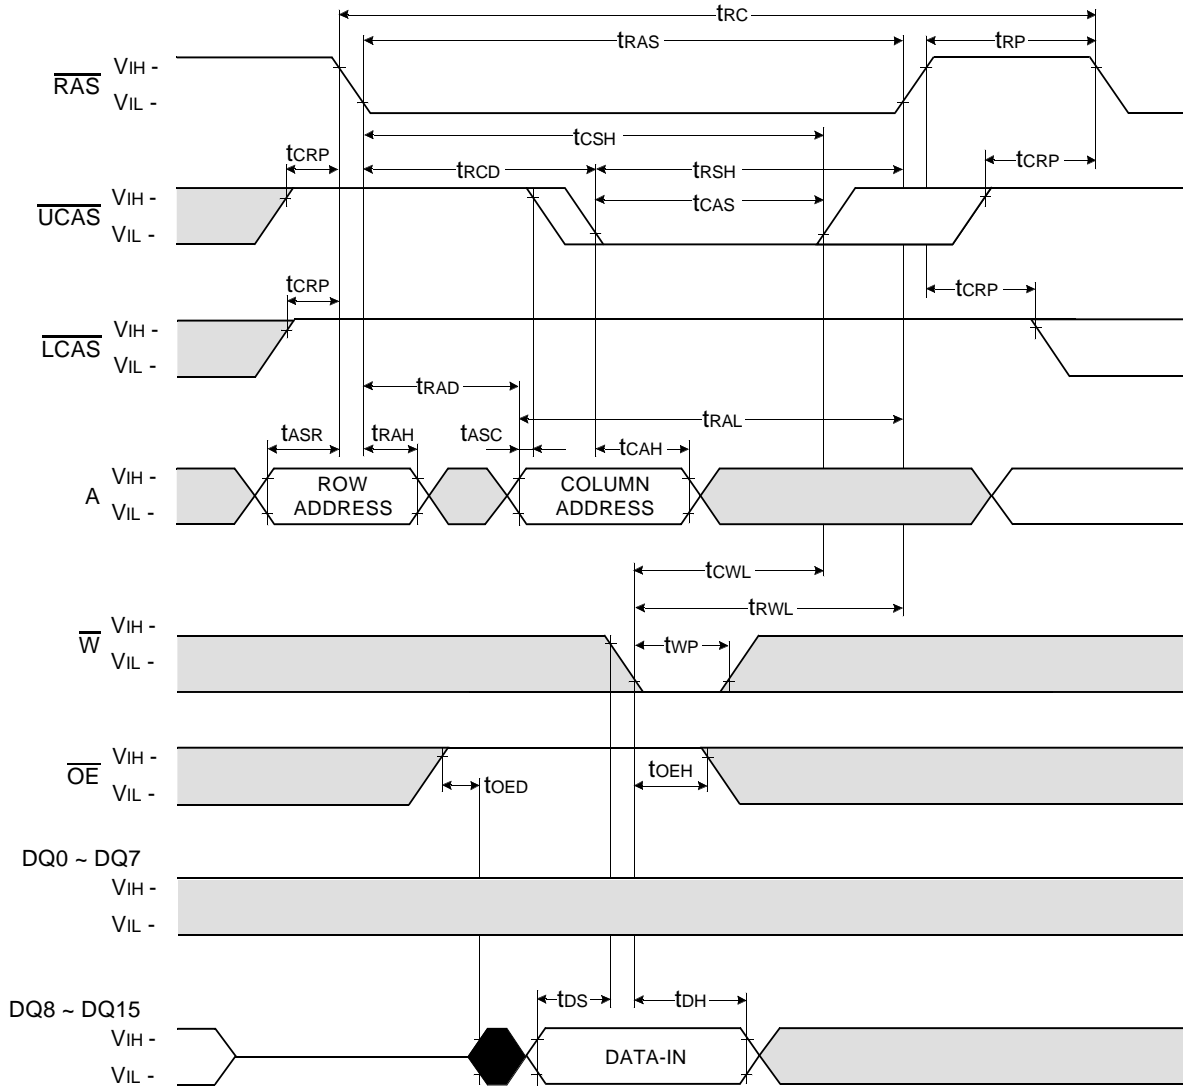 tRC
tRAS
tRP
RAS
VIH -
VIL -
tCSH
tCRP
tRCD
tRSH
tCRP
UCAS
VIH -
VIL -
tCAS
tCRP
tCRP
LCAS
VIH -
VIL -
tRAD
tRAL
tASR
tRAH
tASC
tCAH
A
VIH -
VIL -
ROW
ADDRESS
COLUMN
ADDRESS
tCWL
tRWL
W
VIH -
VIL -
tWP
OE
VIH -
VIL -
tOED
tOEH
DQ0 ~ DQ7
VIH -
VIL -
tDS
tDH
DQ8 ~ DQ15
VIH -
VIL -
DATA-IN